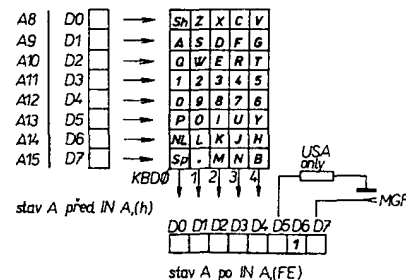 A8 D0 Sh Z X C V
A9 D1 A S D F G
A10 D2 Q W E R T
A11 D3 1 2 3 4 5
A12 D4 0 9 8 7 6
A13 D5 P O I U Y
A14 D6 NL L K J H
A15 D7 Sp . M N B
KBD0 1 2 3 4
USA
only
MGF
stav A před IN A,(h)
D0 D1 D2 D3 D4 D5 D6 D7
1
stav A po IN A,(FE)